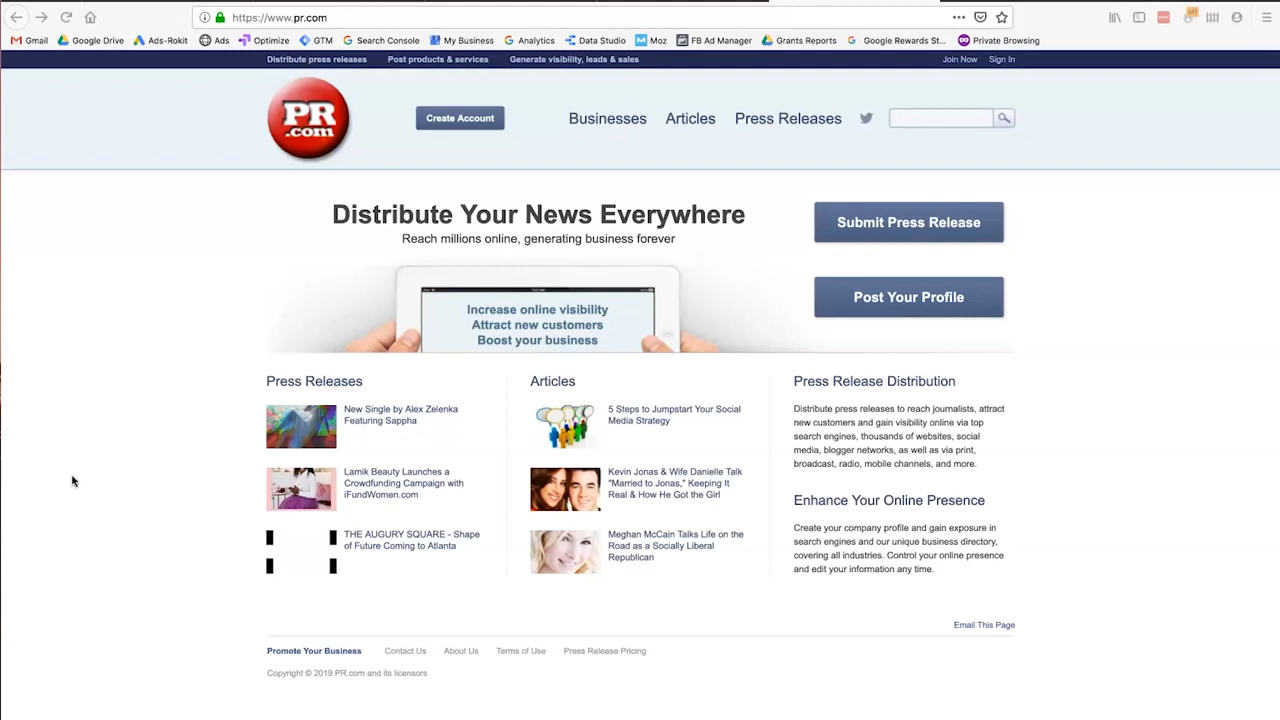 https://www.pr.com
Gmail Google Drive Ads-Rokit Ads Optimize GTM Search Console My Business Analytics Data Studio Moz FB Ad Manager Grants Reports Google Rewards St... Private Browsing
off
Distribute press releases Post products & services Generate visibility, leads & sales Join Now Sign In
PR
.com
Create Account
Businesses Articles Press Releases
Distribute Your News Everywhere
Reach millions online, generating business forever
Increase online visibility
Attract new customers
Boost your business
Submit Press Release
Post Your Profile
Press Releases
New Single by Alex Zelenka
Featuring Sappha
Lamik Beauty Launches a
Crowdfunding Campaign with
iFundWomen.com
THE AUGURY SQUARE - Shape
of Future Coming to Atlanta
Articles
5 Steps to Jumpstart Your Social
Media Strategy
Kevin Jonas & Wife Danielle Talk
"Married to Jonas," Keeping It
Real & How He Got the Girl
Meghan McCain Talks Life on the
Road as a Socially Liberal
Republican
Press Release Distribution
Distribute press releases to reach journalists, attract
new customers and gain visibility online via top
search engines, thousands of websites, social
media, blogger networks, as well as via print,
broadcast, radio, mobile channels, and more.
Enhance Your Online Presence
Create your company profile and gain exposure in
search engines and our unique business directory,
covering all industries. Control your online presence
and edit your information any time.
Email This Page
Promote Your Business Contact Us About Us Terms of Use Press Release Pricing
Copyright © 2019 PR.com and its licensors